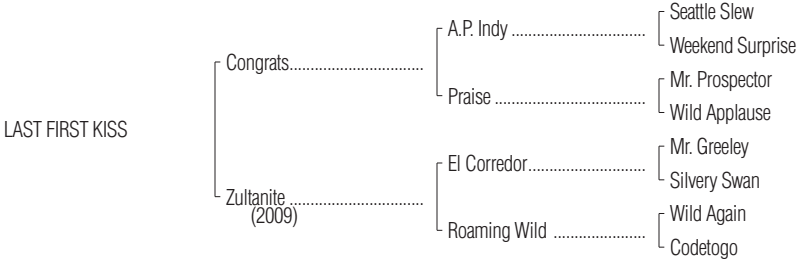 Seattle Slew
A.P. Indy ..................................
Weekend Surprise
Congrats.................................
Mr. Prospector
Praise ......................................
Wild Applause
LAST FIRST KISS
Mr. Greeley
El Corredor..............................
Silvery Swan
Zultanite .................................
(2009)
Wild Again
Roaming Wild .......................
Codetogo